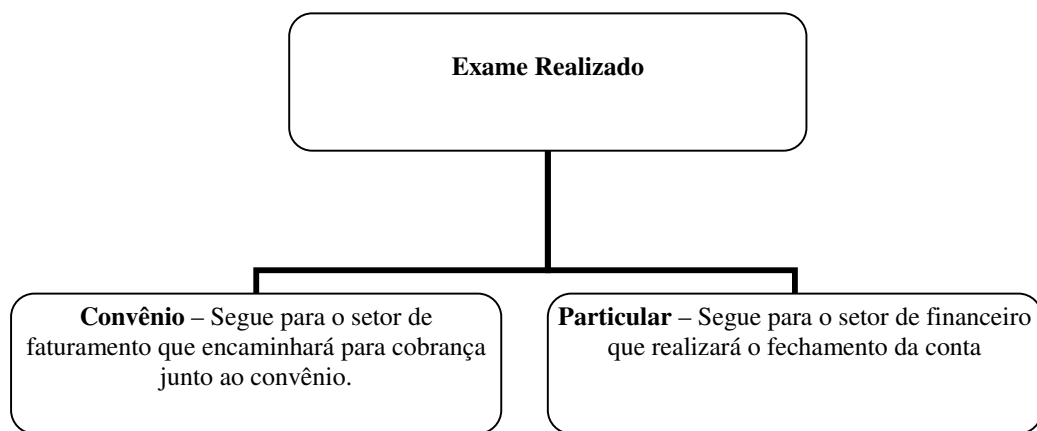 Exame Realizado
Convênio – Segue para o setor de
faturamento que encaminhará para cobrança
junto ao convênio.
Particular – Segue para o setor de financeiro
que realizará o fechamento da conta